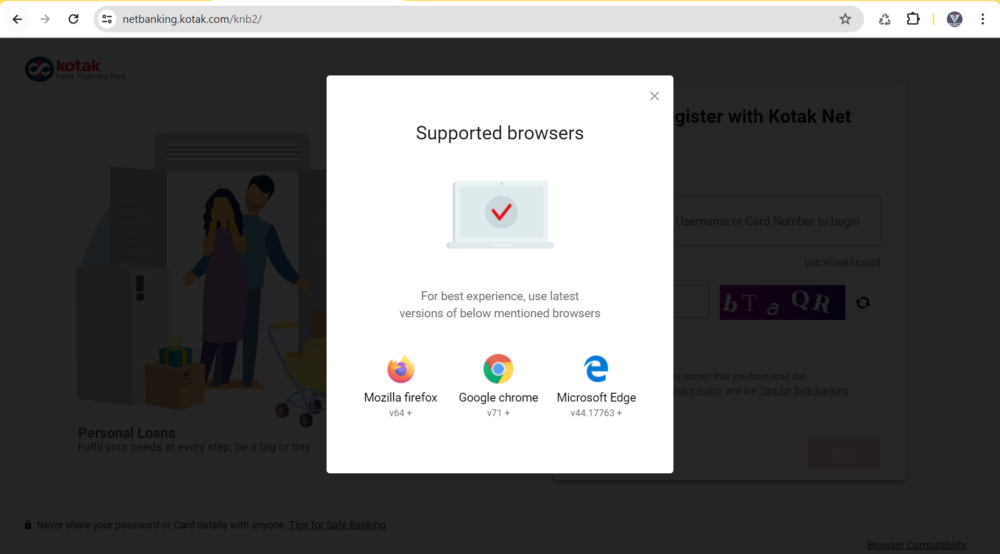 netbanking.kotak.com/knb2/
VELOCITY
kotak
Kotak Mahindra Bank
gister with Kotak Net
Supported browsers
Username or Card Number to begin
Use virtual keypad
bTaQR
For best experience, use latest
versions of below mentioned browsers
u accept that you have read our
ivacy Policy and the Tips for Safe Banking
Mozilla firefox
v64 +
Google chrome
v71 +
Microsoft Edge
v44.17763 +
Personal Loans
Fulfil your needs at every step, be it big or tiny
Next
Never share your password or Card details with anyone. Tips for Safe Banking
Browser Compatibility